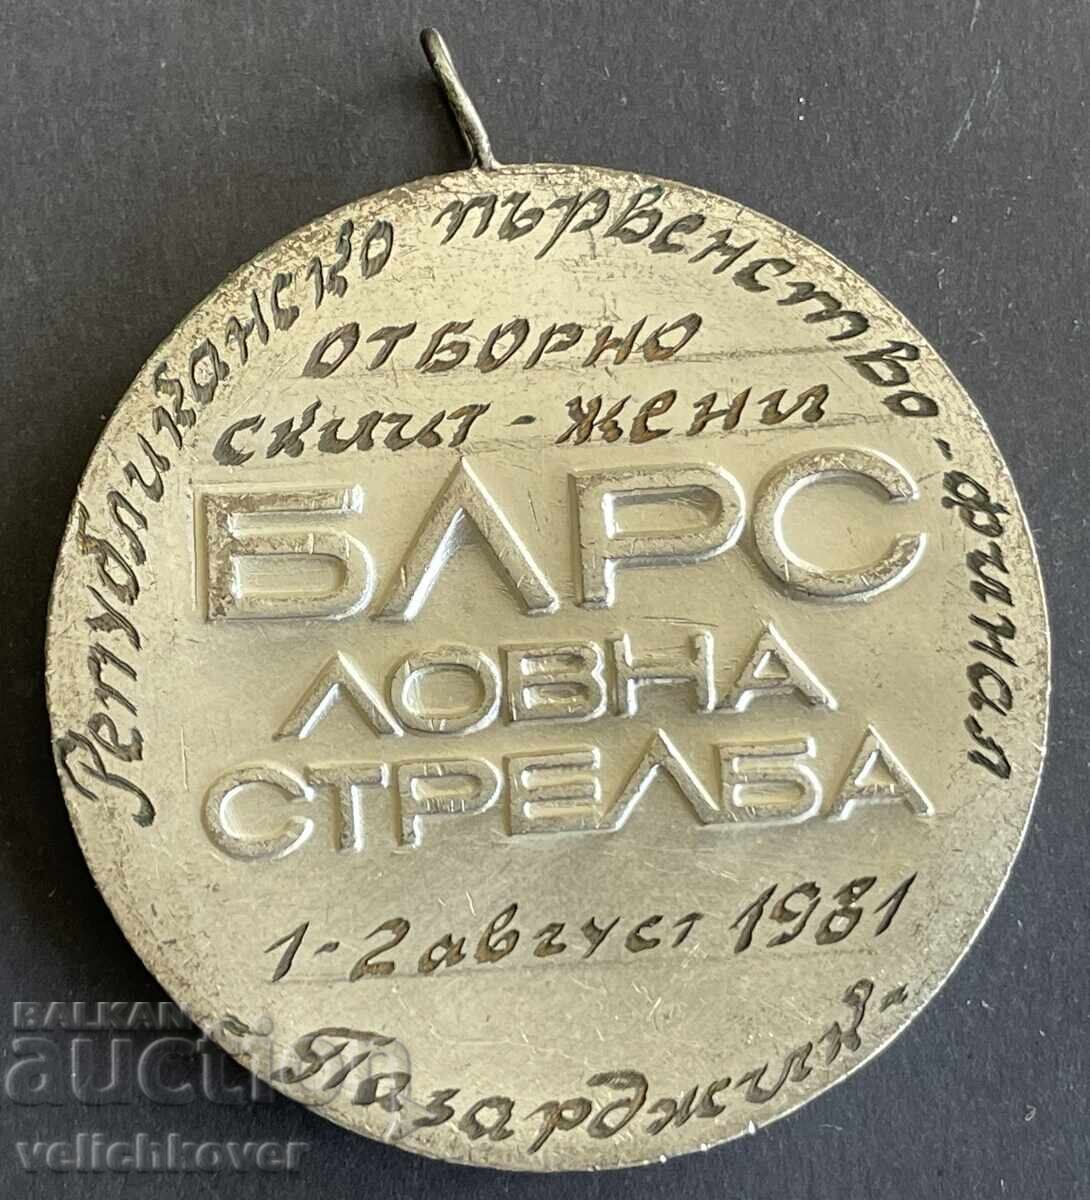 Републиканско първенство - финал
ОТБОРНО
скийт - жени
БЛРС
ЛОВНА
СТРЕЛБА
1-2 август 1981
- Пазарджик -
BALKAN
auction
velichkover